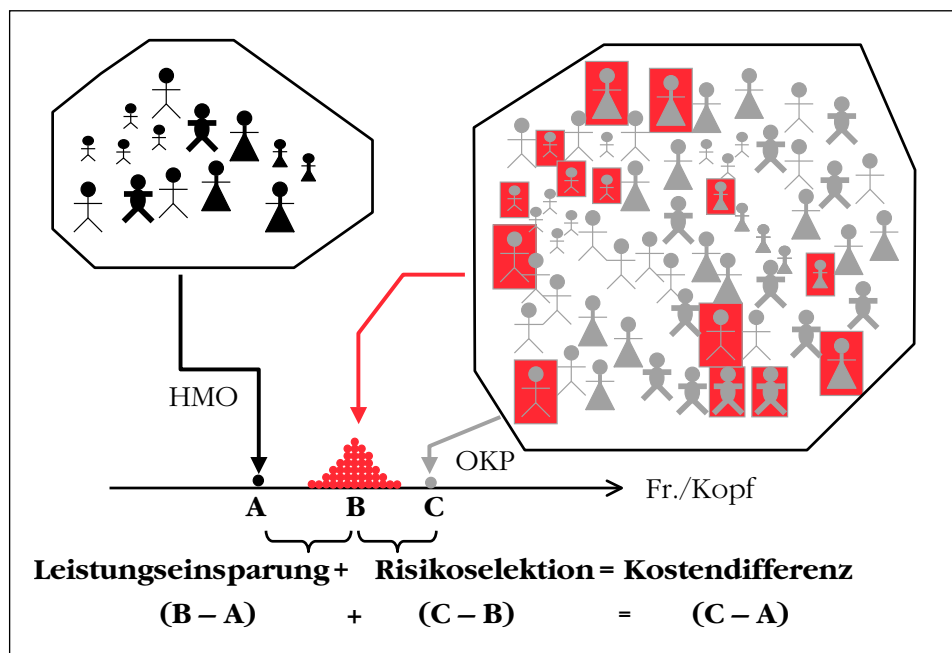 HMO
OKP
Fr./Kopf
A B C
Leistungseinsparung + Risikoselektion = Kostendifferenz
(B – A) + (C – B) = (C – A)